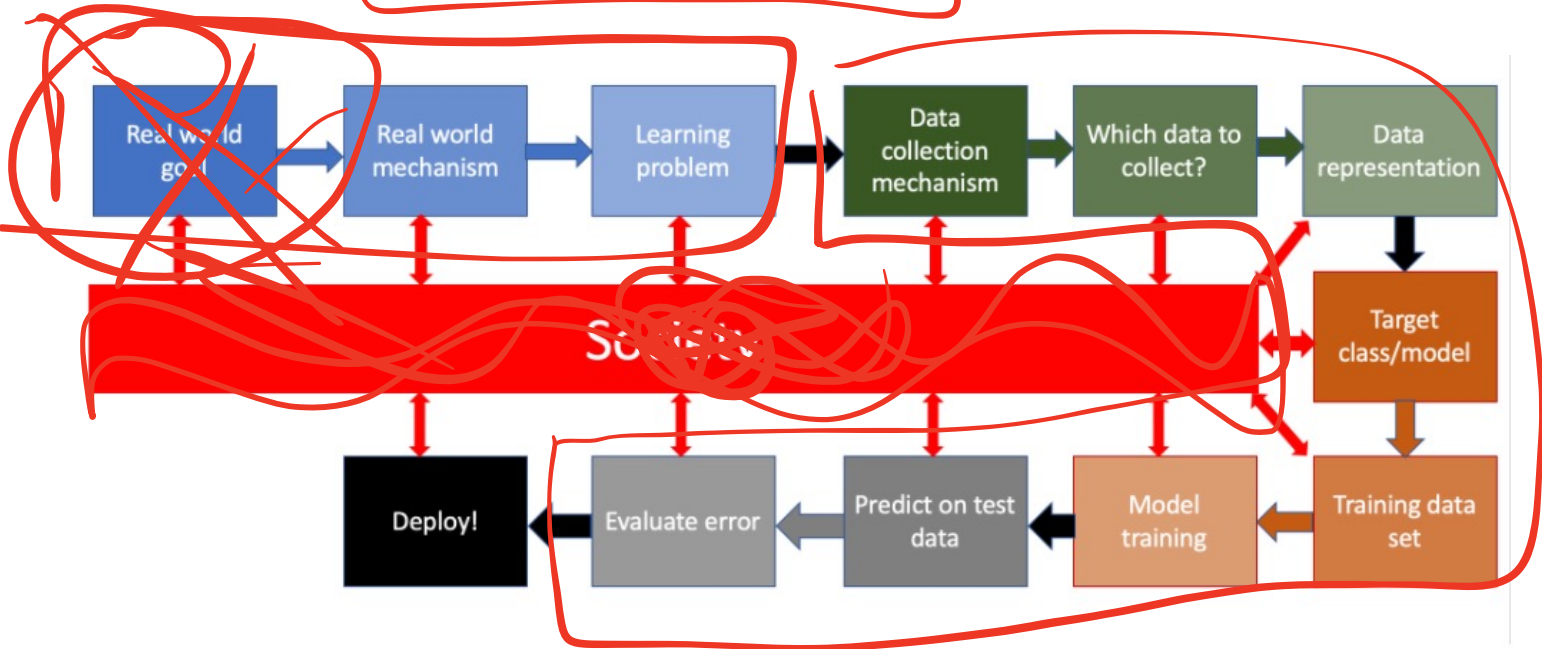 Real world
goal
Real world
mechanism
Learning
problem
Data
collection
mechanism
Which data to
collect?
Data
representation
Society
Target
class/model
Deploy!
Evaluate error
Predict on test
data
Model
training
Training data
set